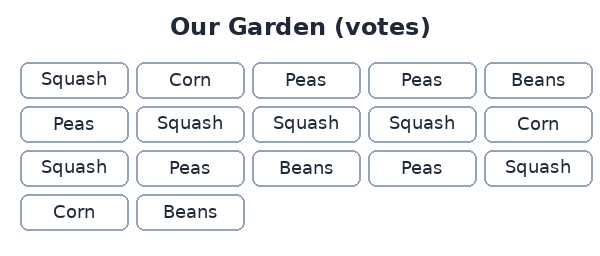 Our Garden (votes)
Squash Corn Peas Peas Beans
Peas Squash Squash Squash Corn
Squash Peas Beans Peas Squash
Corn Beans